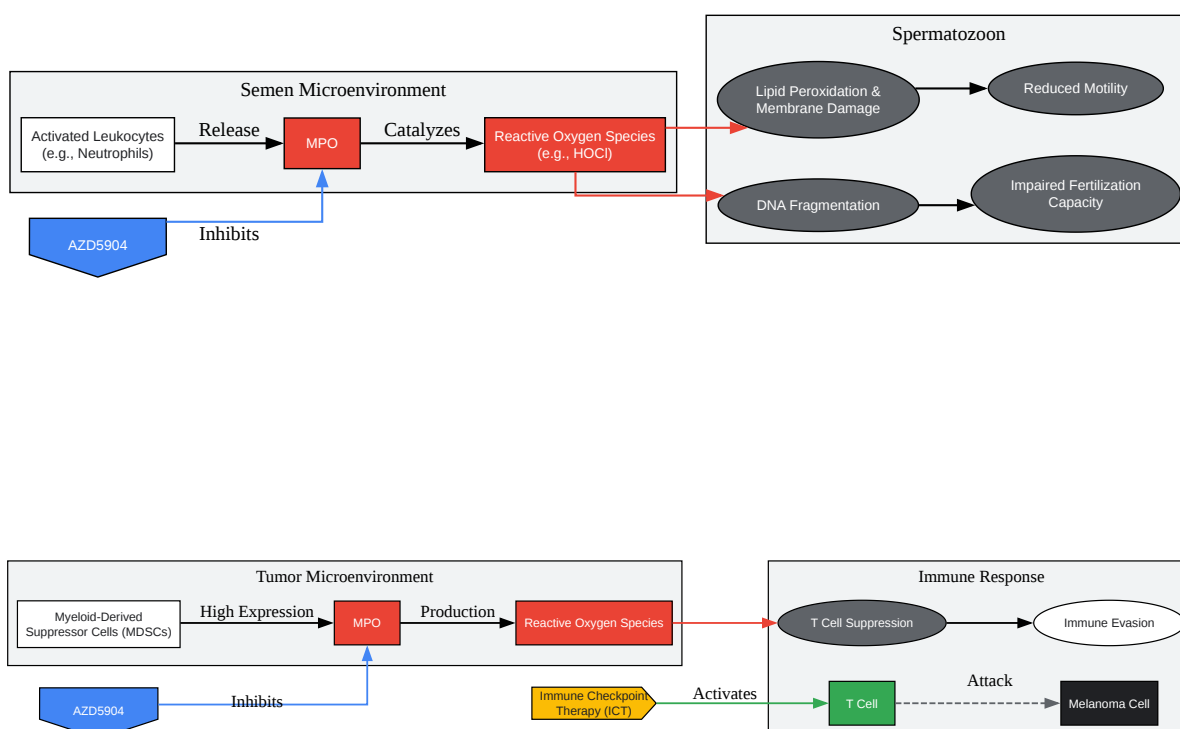 Spermatozoon
Semen Microenvironment
Lipid Peroxidation &
Membrane Damage
Reduced Motility
Activated Leukocytes
(e.g., Neutrophils)
Release
MPO
Catalyzes
Reactive Oxygen Species
(e.g., HOCl)
DNA Fragmentation
Impaired Fertilization
Capacity
AZD5904
Inhibits
Tumor Microenvironment
Immune Response
Myeloid-Derived
Suppressor Cells (MDSCs)
High Expression
MPO
Production
Reactive Oxygen Species
T Cell Suppression
Immune Evasion
AZD5904
Inhibits
Immune Checkpoint
Therapy (ICT)
Activates
T Cell
Attack
Melanoma Cell